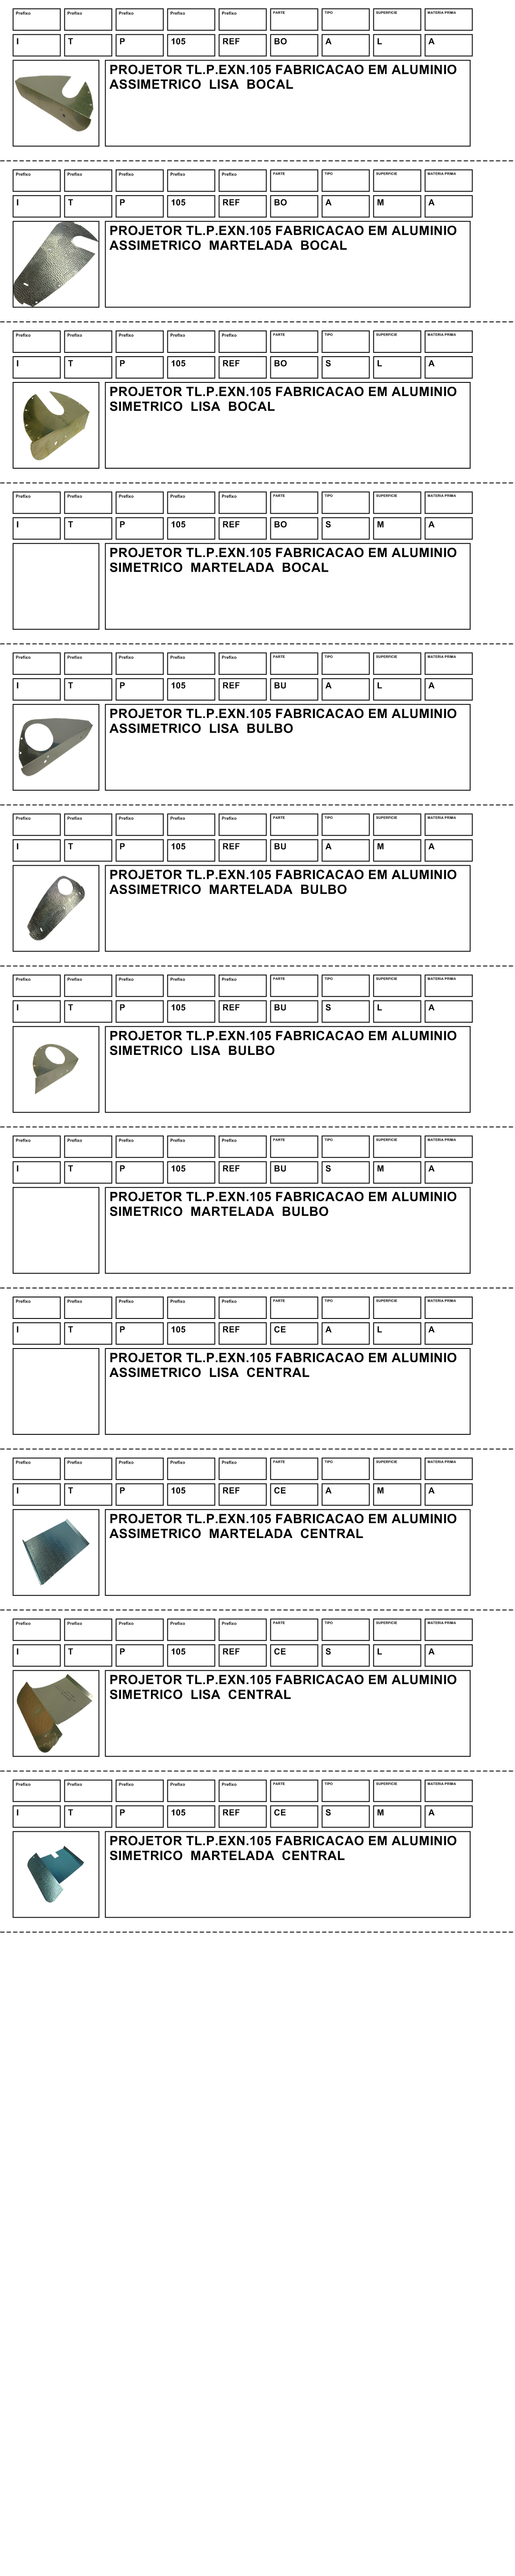 Prefixo Prefixo Prefixo Prefixo Prefixo PARTE TIPO SUPERFICIE MATERIA PRIMA
I T P 105 REF BO A L A
PROJETOR TL.P.EXN.105 FABRICACAO EM ALUMINIO
ASSIMETRICO LISA BOCAL
Prefixo Prefixo Prefixo Prefixo Prefixo PARTE TIPO SUPERFICIE MATERIA PRIMA
I T P 105 REF BO A M A
PROJETOR TL.P.EXN.105 FABRICACAO EM ALUMINIO
ASSIMETRICO MARTELADA BOCAL
Prefixo Prefixo Prefixo Prefixo Prefixo PARTE TIPO SUPERFICIE MATERIA PRIMA
I T P 105 REF BO S L A
PROJETOR TL.P.EXN.105 FABRICACAO EM ALUMINIO
SIMETRICO LISA BOCAL
Prefixo Prefixo Prefixo Prefixo Prefixo PARTE TIPO SUPERFICIE MATERIA PRIMA
I T P 105 REF BO S M A
PROJETOR TL.P.EXN.105 FABRICACAO EM ALUMINIO
SIMETRICO MARTELADA BOCAL
Prefixo Prefixo Prefixo Prefixo Prefixo PARTE TIPO SUPERFICIE MATERIA PRIMA
I T P 105 REF BU A L A
PROJETOR TL.P.EXN.105 FABRICACAO EM ALUMINIO
ASSIMETRICO LISA BULBO
Prefixo Prefixo Prefixo Prefixo Prefixo PARTE TIPO SUPERFICIE MATERIA PRIMA
I T P 105 REF BU A M A
PROJETOR TL.P.EXN.105 FABRICACAO EM ALUMINIO
ASSIMETRICO MARTELADA BULBO
Prefixo Prefixo Prefixo Prefixo Prefixo PARTE TIPO SUPERFICIE MATERIA PRIMA
I T P 105 REF BU S L A
PROJETOR TL.P.EXN.105 FABRICACAO EM ALUMINIO
SIMETRICO LISA BULBO
Prefixo Prefixo Prefixo Prefixo Prefixo PARTE TIPO SUPERFICIE MATERIA PRIMA
I T P 105 REF BU S M A
PROJETOR TL.P.EXN.105 FABRICACAO EM ALUMINIO
SIMETRICO MARTELADA BULBO
Prefixo Prefixo Prefixo Prefixo Prefixo PARTE TIPO SUPERFICIE MATERIA PRIMA
I T P 105 REF CE A L A
PROJETOR TL.P.EXN.105 FABRICACAO EM ALUMINIO
ASSIMETRICO LISA CENTRAL
Prefixo Prefixo Prefixo Prefixo Prefixo PARTE TIPO SUPERFICIE MATERIA PRIMA
I T P 105 REF CE A M A
PROJETOR TL.P.EXN.105 FABRICACAO EM ALUMINIO
ASSIMETRICO MARTELADA CENTRAL
Prefixo Prefixo Prefixo Prefixo Prefixo PARTE TIPO SUPERFICIE MATERIA PRIMA
I T P 105 REF CE S L A
PROJETOR TL.P.EXN.105 FABRICACAO EM ALUMINIO
SIMETRICO LISA CENTRAL
Prefixo Prefixo Prefixo Prefixo Prefixo PARTE TIPO SUPERFICIE MATERIA PRIMA
I T P 105 REF CE S M A
PROJETOR TL.P.EXN.105 FABRICACAO EM ALUMINIO
SIMETRICO MARTELADA CENTRAL